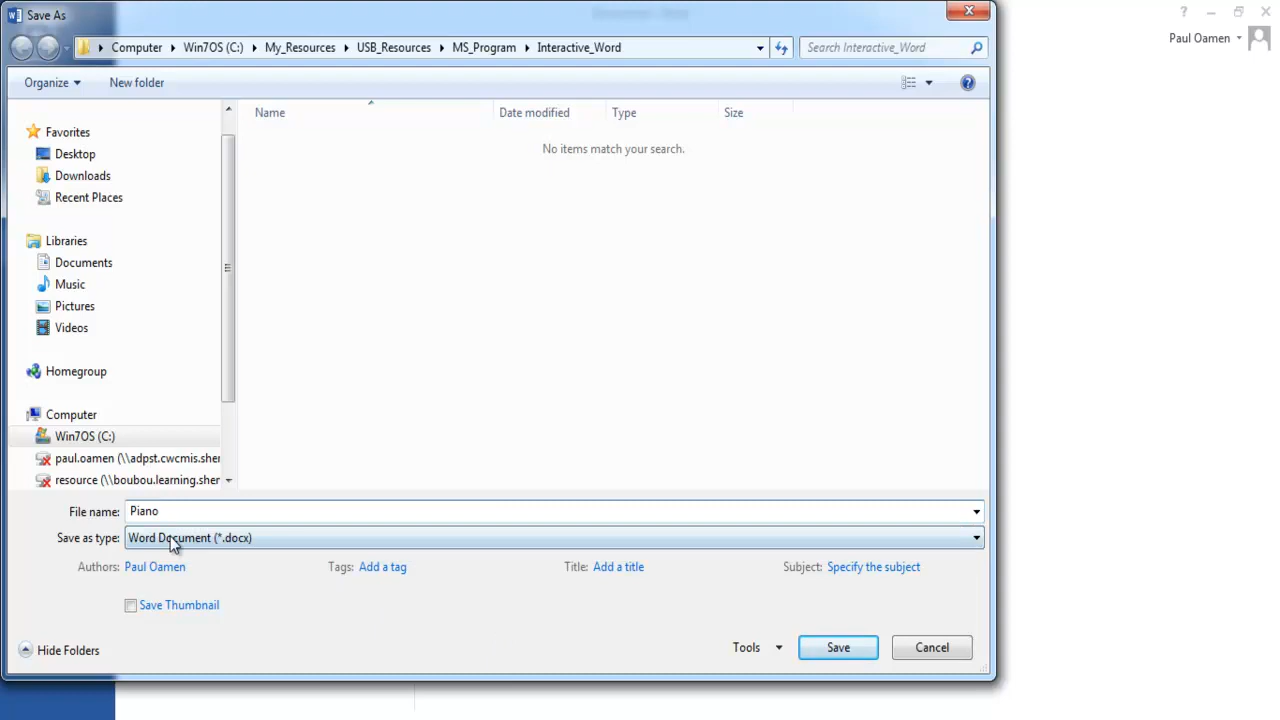 Save As
?
Paul Oamen
Computer Win7OS (C:) My_Resources USB_Resources MS_Program Interactive_Word
Search Interactive_Word
Organize New folder
Name Date modified Type Size
No items match your search.
Favorites
Desktop
Downloads
Recent Places
Libraries
Documents
Music
Pictures
Videos
Homegroup
Computer
Win7OS (C:)
paul.oamen (\\adpst.cwcmis.sher
resource (\\boubou.learning.sher
File name: Piano
Save as type: Word Document (*.docx)
Authors: Paul Oamen Tags: Add a tag Title: Add a title Subject: Specify the subject
Save Thumbnail
Hide Folders Tools Save Cancel